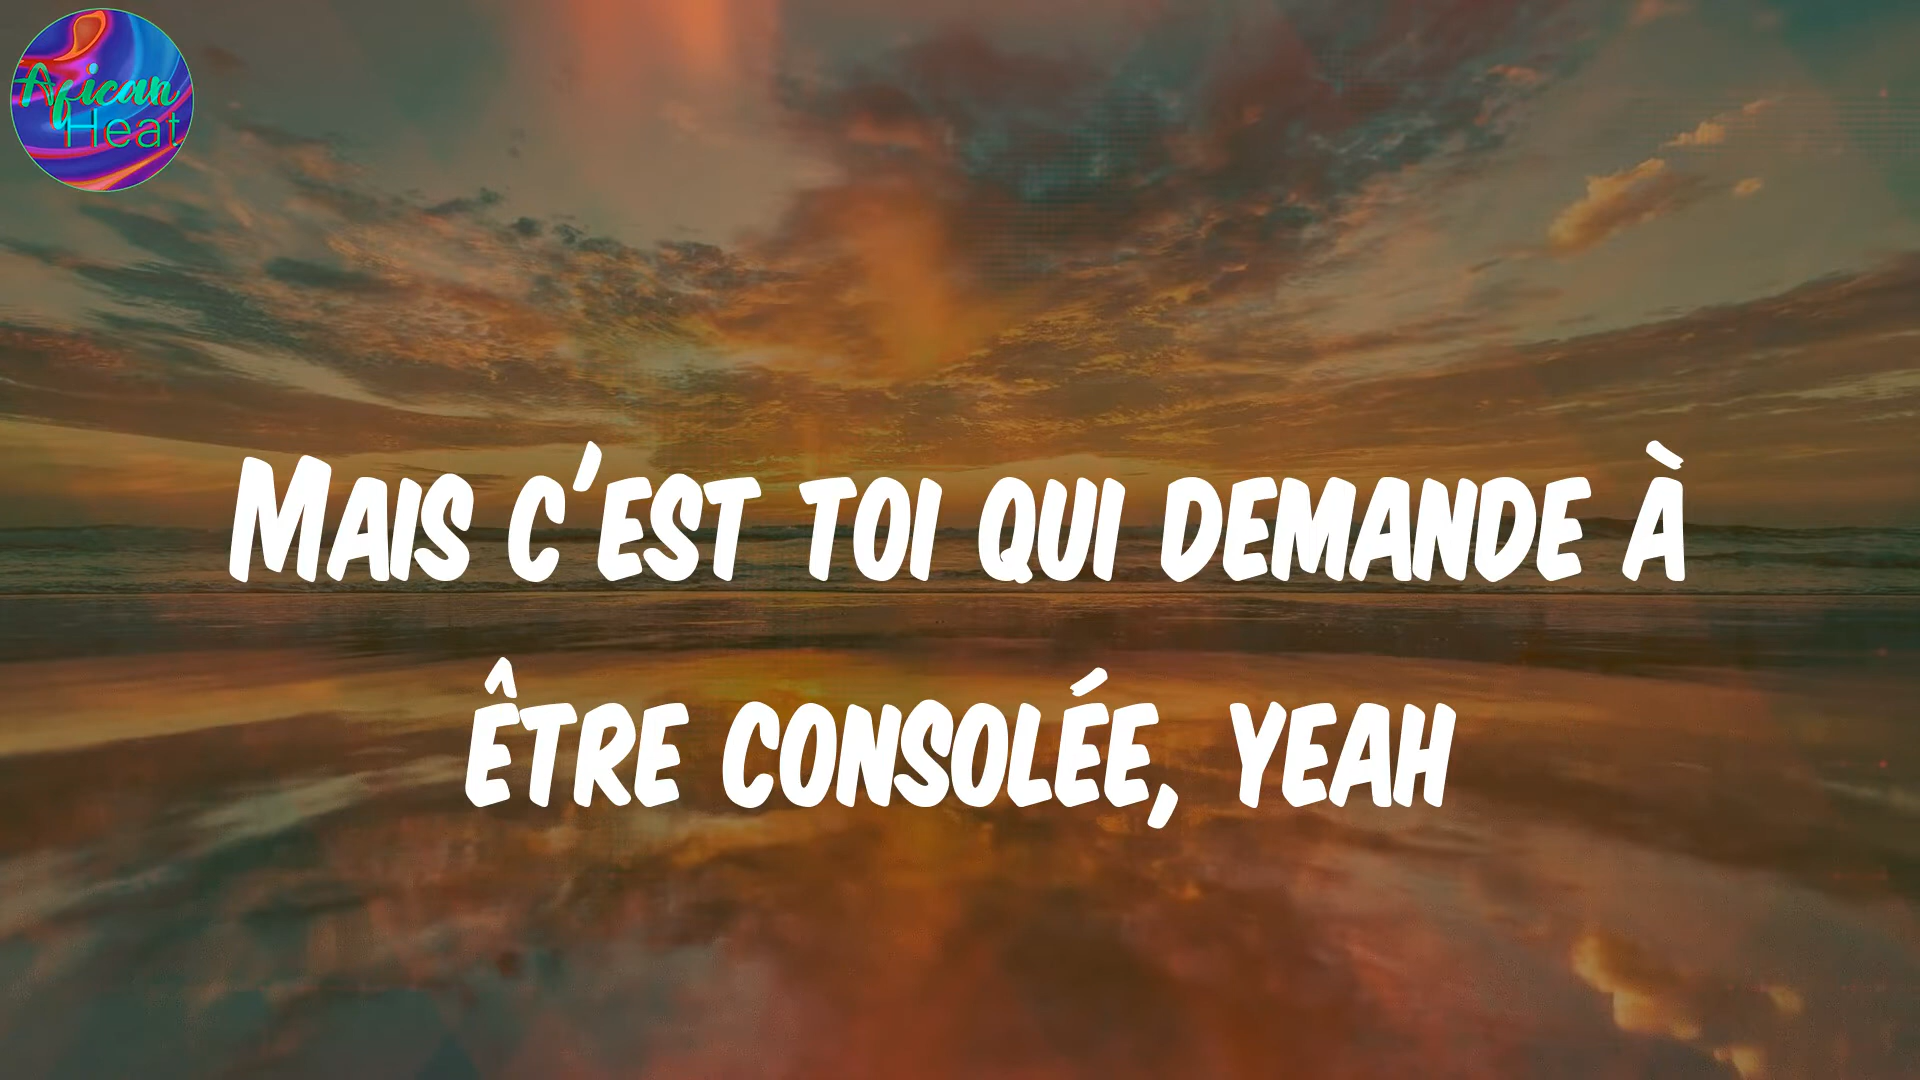 African
Heat
Mais c'est toi qui demande à
être consolée, yeah